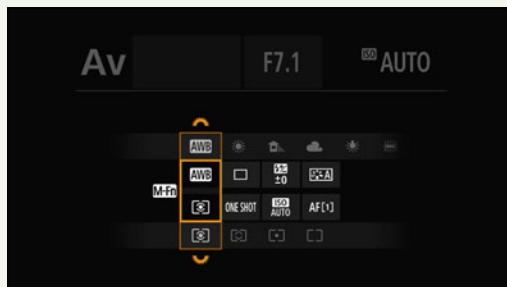 Av F7.1 ISO AUTO
AWB
AWB ±0 A
M-Fn
ONE SHOT ISO AUTO AF[1]